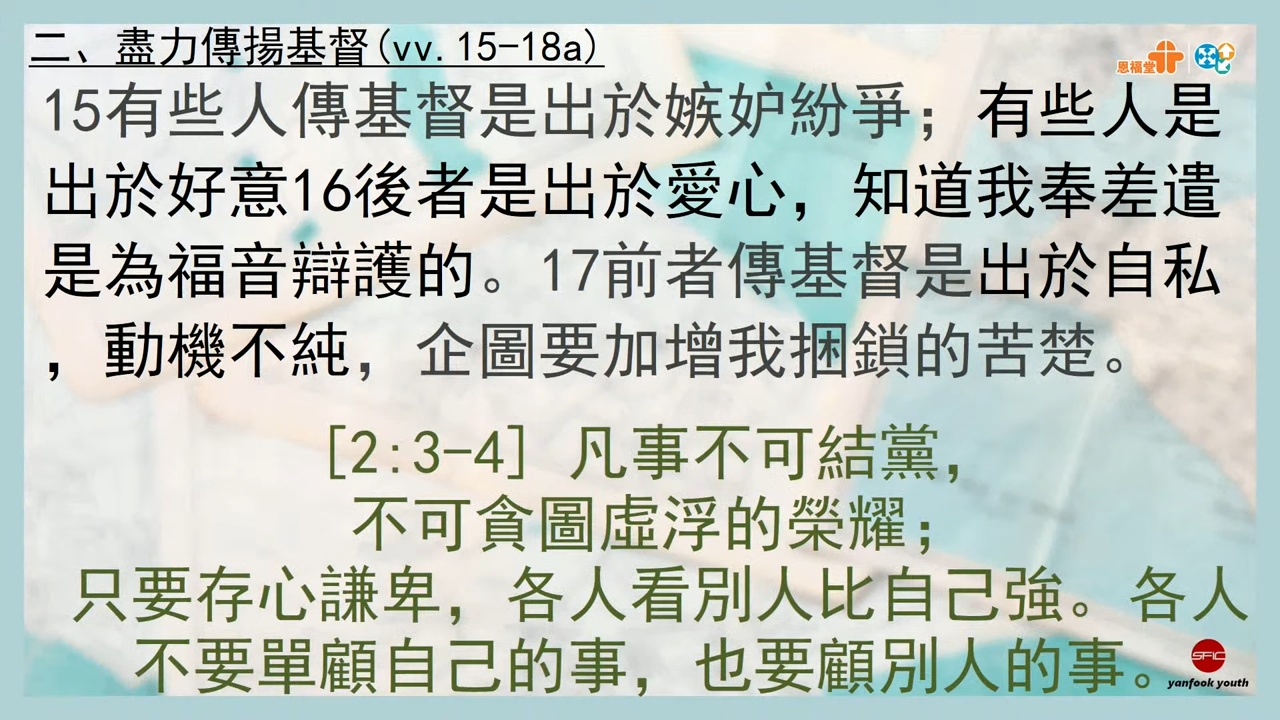 二、盡力傳揚基督(vv.15-18a)
恩福堂
15有些人傳基督是出於嫉妒紛爭；有些人是
出於好意16後者是出於愛心，知道我奉差遣
是為福音辯護的。17前者傳基督是出於自私
，動機不純，企圖要加增我捆鎖的苦楚。
[2:3-4] 凡事不可結黨，
不可貪圖虛浮的榮耀；
只要存心謙卑，各人看別人比自己強。各人
不要單顧自己的事，也要顧別人的事。
SFIC
yanfook youth